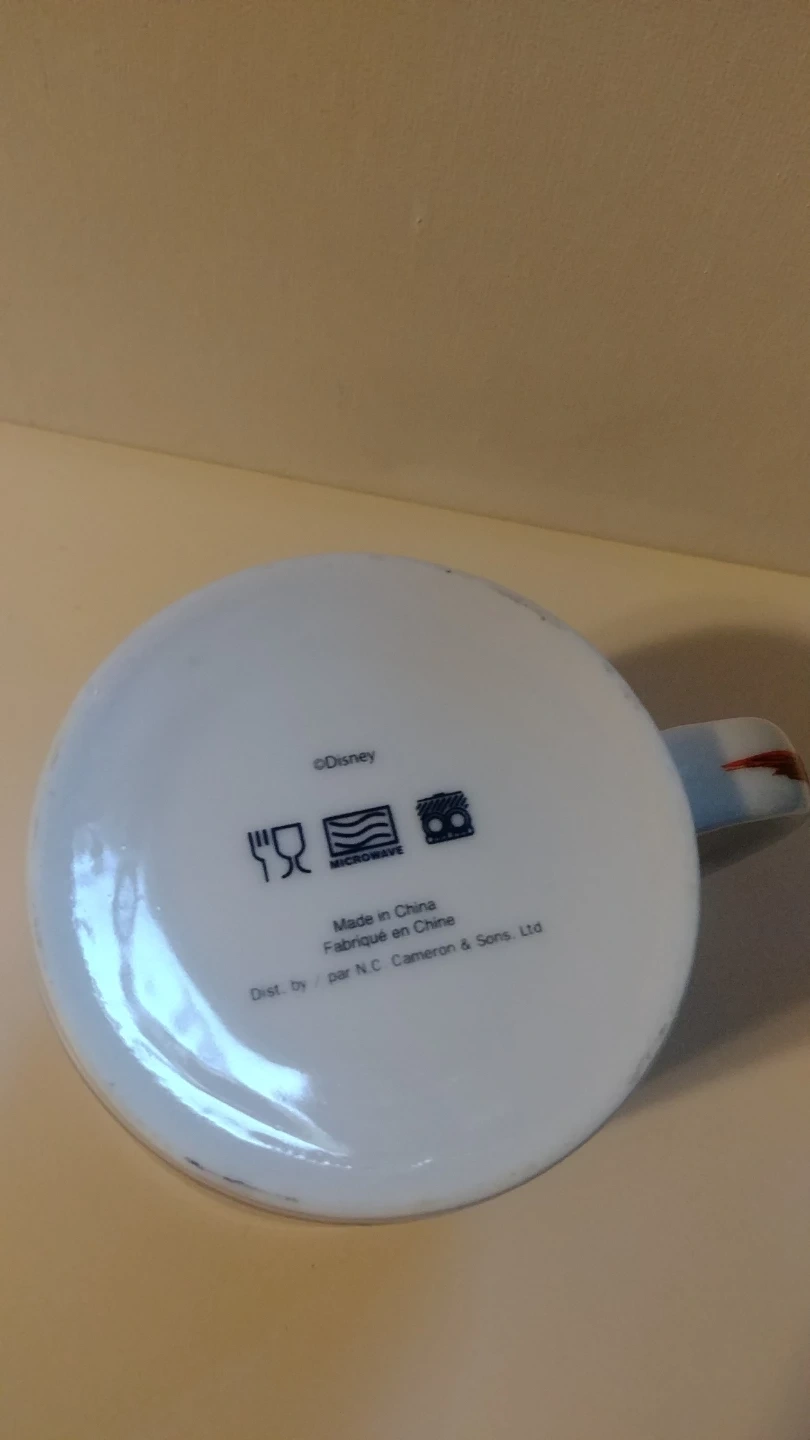 ©Disney
MICROWAVE
Made in China
Fabriqué en Chine
Dist. by / par N.C. Cameron & Sons, Ltd.